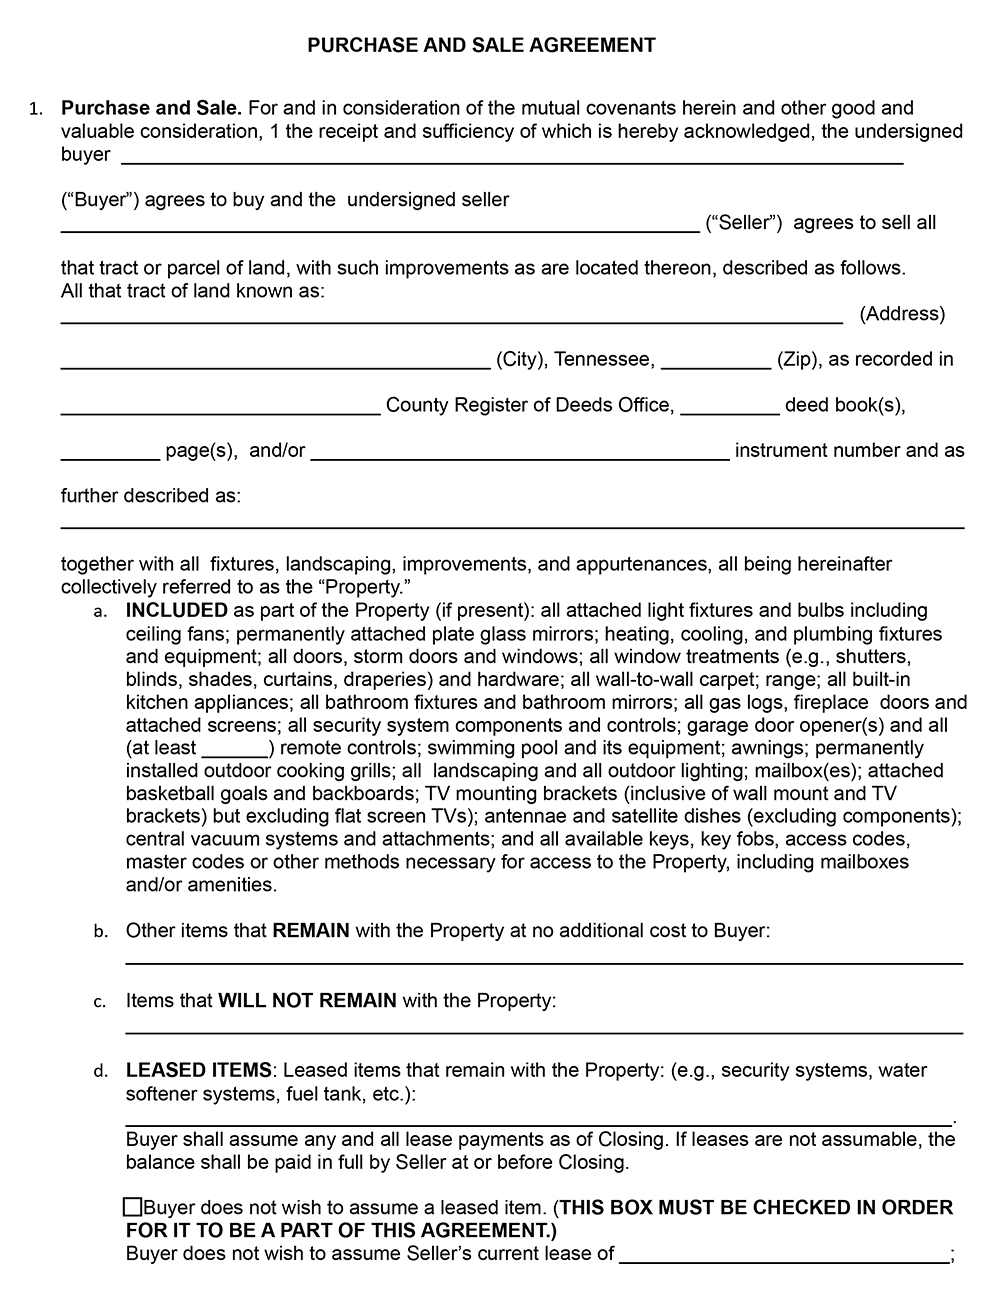 PURCHASE AND SALE AGREEMENT
1. Purchase and Sale. For and in consideration of the mutual covenants herein and other good and
valuable consideration, 1 the receipt and sufficiency of which is hereby acknowledged, the undersigned
buyer ______________________________
(“Buyer”) agrees to buy and the undersigned seller
______________________________ (“Seller”) agrees to sell all
that tract or parcel of land, with such improvements as are located thereon, described as follows.
All that tract of land known as:
______________________________ (Address)
____________________ (City), Tennessee, __________ (Zip), as recorded in
____________________ County Register of Deeds Office, _________ deed book(s),
_________ page(s), and/or ____________________ instrument number and as
further described as:
______________________________
together with all fixtures, landscaping, improvements, and appurtenances, all being hereinafter
collectively referred to as the “Property.”
a. INCLUDED as part of the Property (if present): all attached light fixtures and bulbs including
ceiling fans; permanently attached plate glass mirrors; heating, cooling, and plumbing fixtures
and equipment; all doors, storm doors and windows; all window treatments (e.g., shutters,
blinds, shades, curtains, draperies) and hardware; all wall-to-wall carpet; range; all built-in
kitchen appliances; all bathroom fixtures and bathroom mirrors; all gas logs, fireplace doors and
attached screens; all security system components and controls; garage door opener(s) and all
(at least ______) remote controls; swimming pool and its equipment; awnings; permanently
installed outdoor cooking grills; all landscaping and all outdoor lighting; mailbox(es); attached
basketball goals and backboards; TV mounting brackets (inclusive of wall mount and TV
brackets) but excluding flat screen TVs); antennae and satellite dishes (excluding components);
central vacuum systems and attachments; and all available keys, key fobs, access codes,
master codes or other methods necessary for access to the Property, including mailboxes
and/or amenities.
b. Other items that REMAIN with the Property at no additional cost to Buyer:
______________________________
c. Items that WILL NOT REMAIN with the Property:
______________________________
d. LEASED ITEMS: Leased items that remain with the Property: (e.g., security systems, water
softener systems, fuel tank, etc.):
______________________________.
Buyer shall assume any and all lease payments as of Closing. If leases are not assumable, the
balance shall be paid in full by Seller at or before Closing.
☐Buyer does not wish to assume a leased item. (THIS BOX MUST BE CHECKED IN ORDER
FOR IT TO BE A PART OF THIS AGREEMENT.)
Buyer does not wish to assume Seller’s current lease of ____________________;